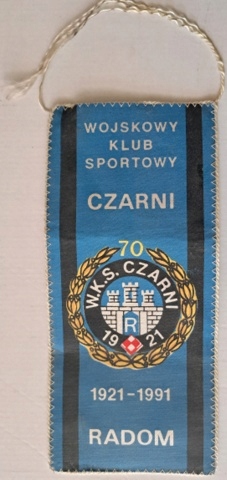 WOJSKOWY
KLUB
SPORTOWY
CZARNI
70
W.K.S. CZARNI
R
19 21
1921-1991
RADOM